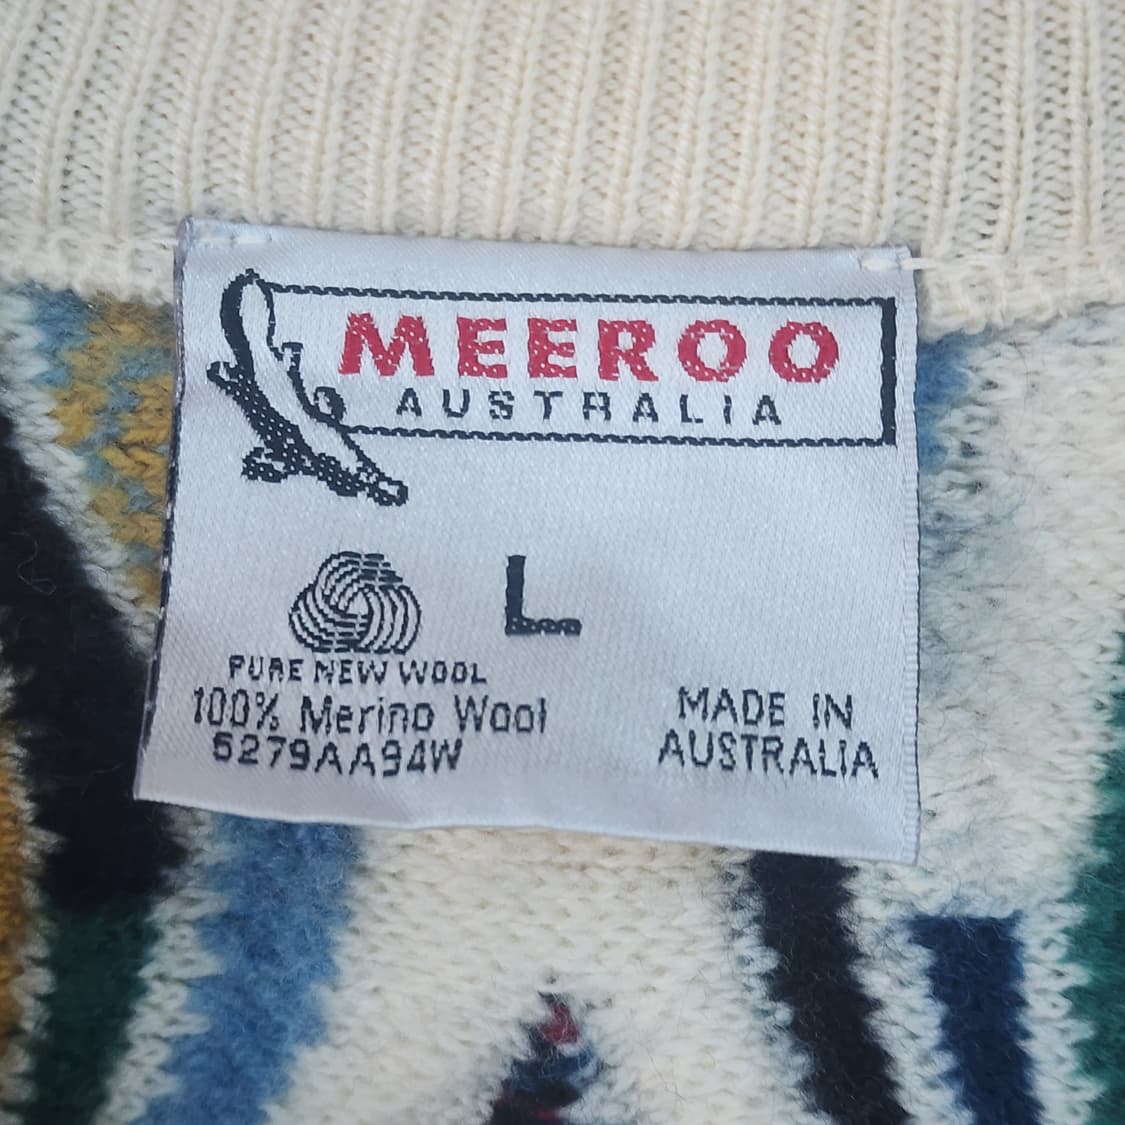 MEEROO
AUSTRALIA
L
PURE NEW WOOL
100% Merino Wool
5279AA94W
MADE IN
AUSTRALIA